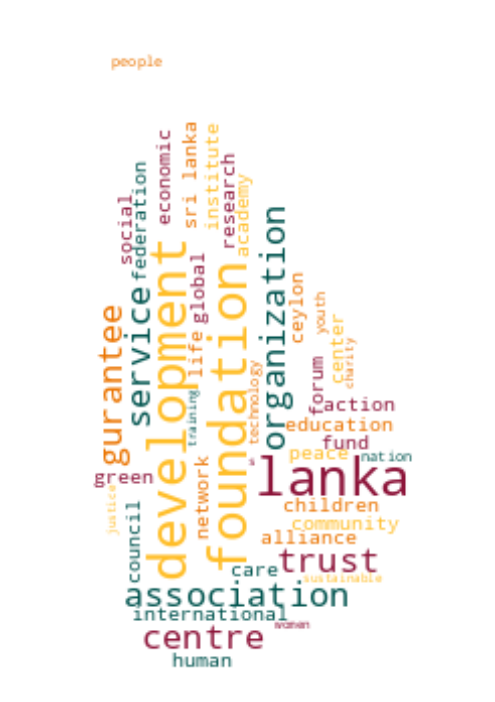 people
economic
sri lanka
institute
research
social
federation
academy
development
foundation
organization
service
global
gurantee
life
ceylon
youth
center
charity
technology
training
forum
action
education
fund
peace
nation
lanka
green
network
children
justice
council
community
alliance
trust
care
sustainable
association
international
women
centre
human